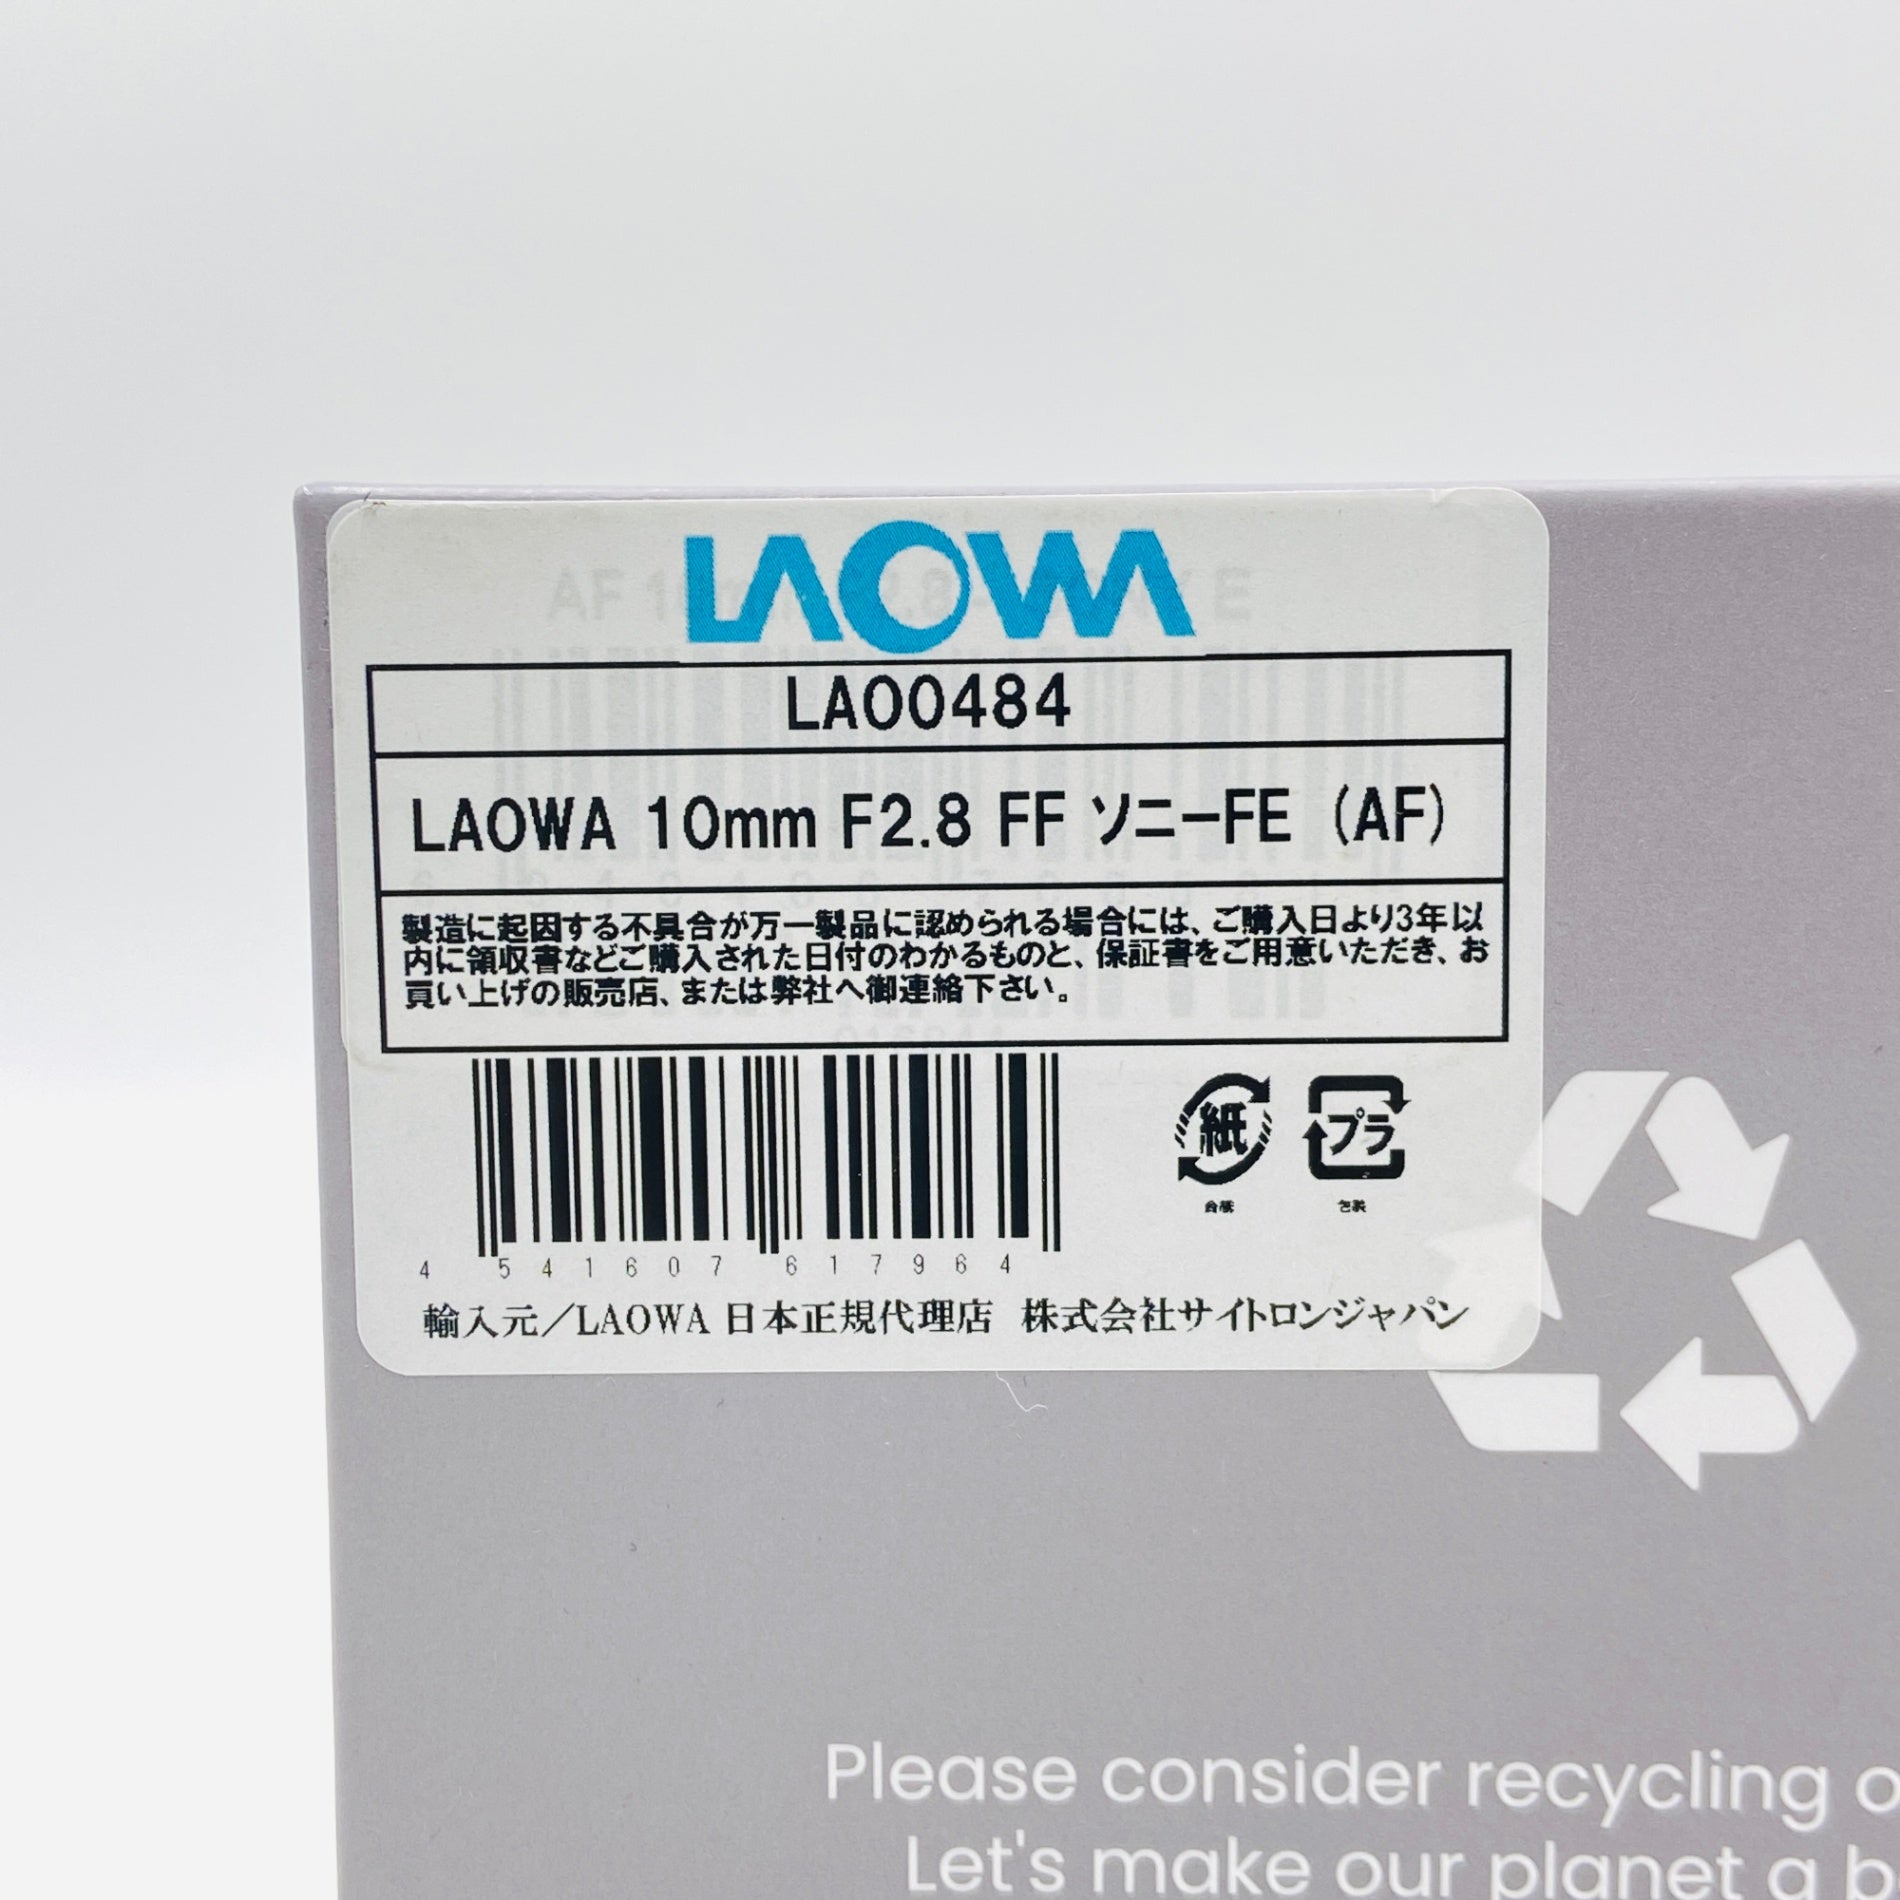 LAOWA
LAO0484
LAOWA 10mm F2.8 FF ソニーFE (AF)
製造に起因する不具合が万一製品に認められる場合には、ご購入日より3年以
内に領収書などご購入された日付のわかるものと、保証書をご用意いただき、お
買い上げの販売店、または弊社へ御連絡下さい。
紙
プラ
台紙
包装
4 541607 617964
輸入元/LAOWA 日本正規代理店 株式会社サイトロンジャパン
Please consider recycling
Let's make our planet a